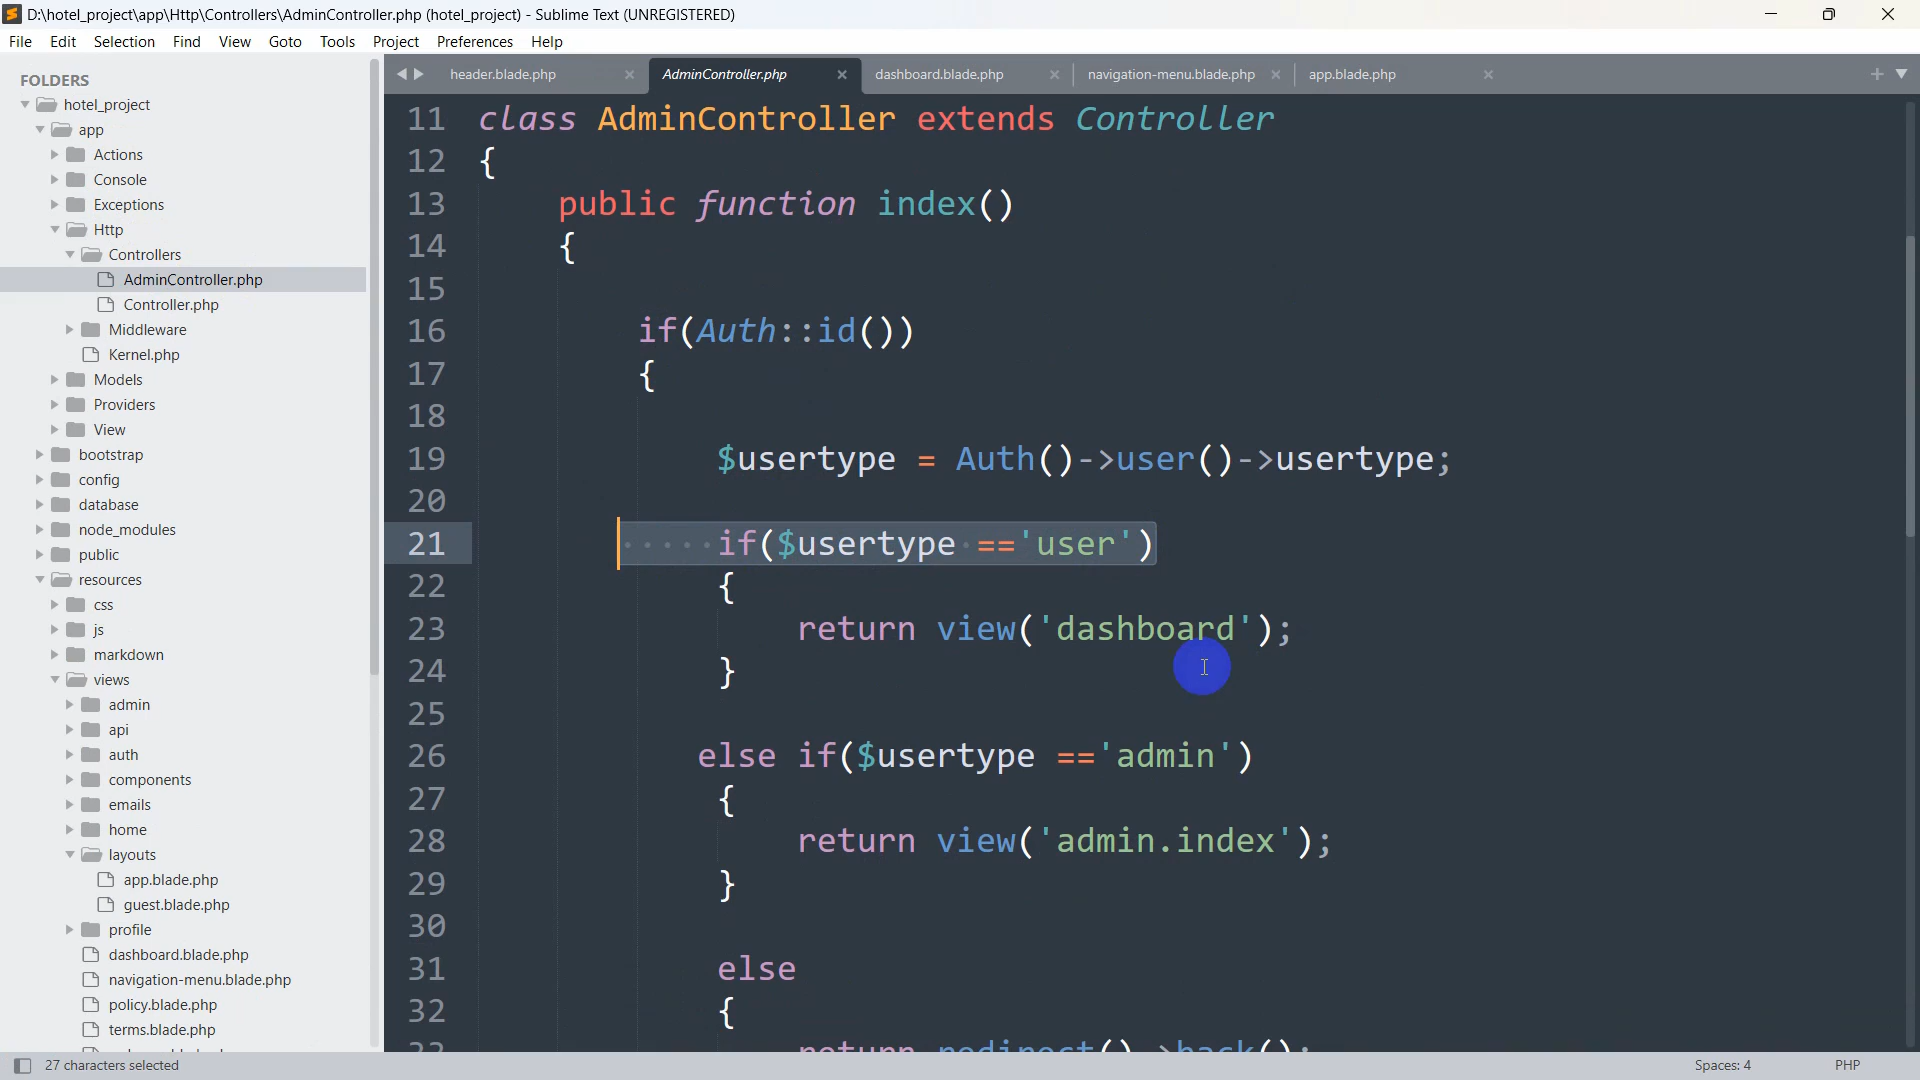 D:\hotel_project\app\Http\Controllers\AdminController.php (hotel_project) - Sublime Text (UNREGISTERED)
File Edit Selection Find View Goto Tools Project Preferences Help
FOLDERS
hotel_project
app
Actions
Console
Exceptions
Http
Controllers
AdminController.php
Controller.php
Middleware
Kernel.php
Models
Providers
View
bootstrap
config
database
node_modules
public
resources
css
js
markdown
views
admin
api
auth
components
emails
home
layouts
app.blade.php
guest.blade.php
profile
dashboard.blade.php
navigation-menu.blade.php
policy.blade.php
terms.blade.php
header.blade.php AdminController.php dashboard.blade.php navigation-menu.blade.php app.blade.php
11 class AdminController extends Controller
12 {
13 public function index()
14 {
15
16 if(Auth::id())
17 {
18
19 $usertype = Auth()->user()->usertype;
20
21 if($usertype =='user')
22 {
23 return view('dashboard');
24 }
25
26 else if($usertype =='admin')
27 {
28 return view('admin.index');
29 }
30
31 else
32 {
33 return redirect()->back();
27 characters selected Spaces: 4 PHP